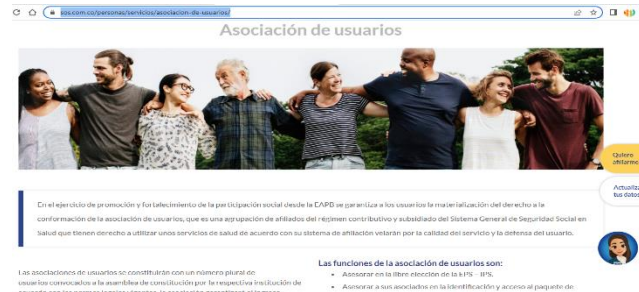 sos.com.co/personas/servicios/asociacion-de-usuarios/
Asociación de usuarios
Quiero
afiliarme
Actualiza
tus datos
En el ejercicio de promoción y fortalecimiento de la participación social desde la EAPB se garantiza a los usuarios la materialización del derecho a la
conformación de la asociación de usuarios, que es una agrupación de afiliados del régimen contributivo y subsidiado del Sistema General de Seguridad Social en
Salud que tienen derecho a utilizar unos servicios de salud de acuerdo con su sistema de afiliación velarán por la calidad del servicio y la defensa del usuario.
Las asociaciones de usuarios se constituirán con un número plural de
usuarios convocados a la asamblea de constitución por la respectiva institución de
Las funciones de la asociación de usuarios son:
Asesorar en la libre elección de la EPS – IPS.
Asesorar a sus asociados en la identificación y acceso al paquete de